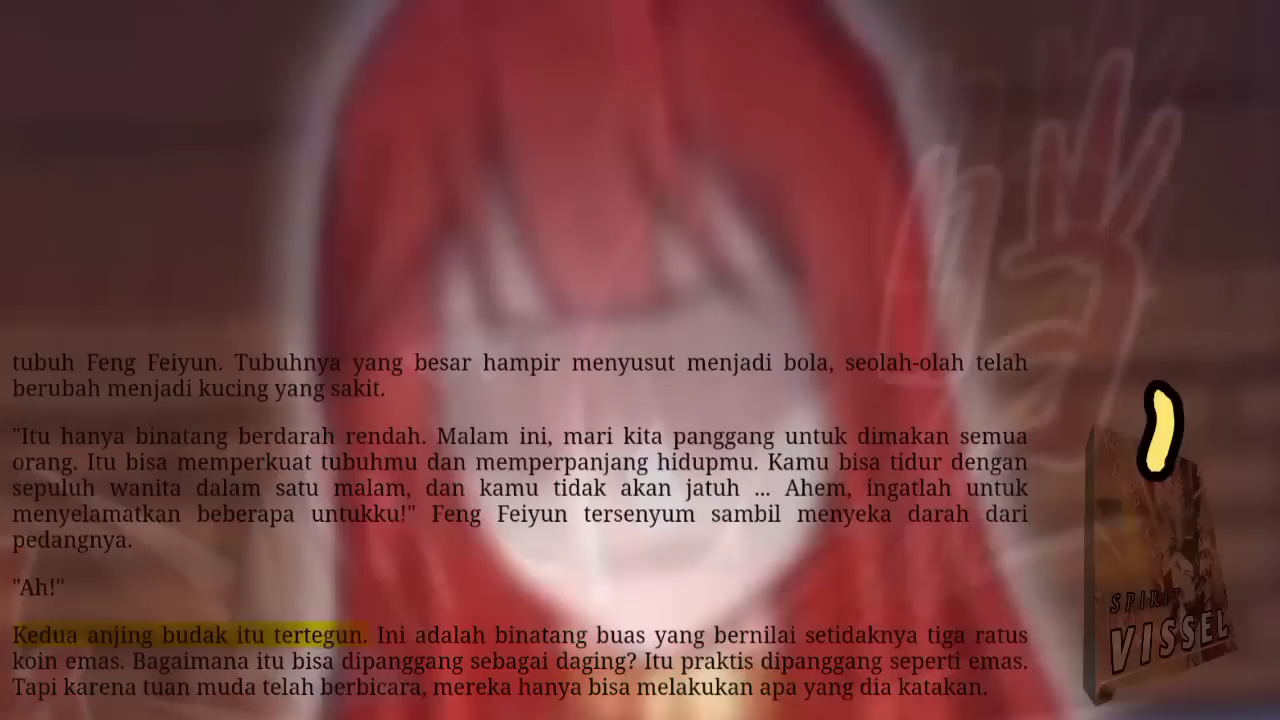 tubuh Feng Feiyun. Tubuhnya yang besar hampir menyusut menjadi bola, seolah-olah telah
berubah menjadi kucing yang sakit.
"Itu hanya binatang berdarah rendah. Malam ini, mari kita panggang untuk dimakan semua
orang. Itu bisa memperkuat tubuhmu dan memperpanjang hidupmu. Kamu bisa tidur dengan
sepuluh wanita dalam satu malam, dan kamu tidak akan jatuh ... Ahem, ingatlah untuk
menyelamatkan beberapa untukku!" Feng Feiyun tersenyum sambil menyeka darah dari
pedangnya.
"Ah!"
Kedua anjing budak itu tertegun. Ini adalah binatang buas yang bernilai setidaknya tiga ratus
koin emas. Bagaimana itu bisa dipanggang sebagai daging? Itu praktis dipanggang seperti emas.
Tapi karena tuan muda telah berbicara, mereka hanya bisa melakukan apa yang dia katakan.
SPIRIT
VISSEL